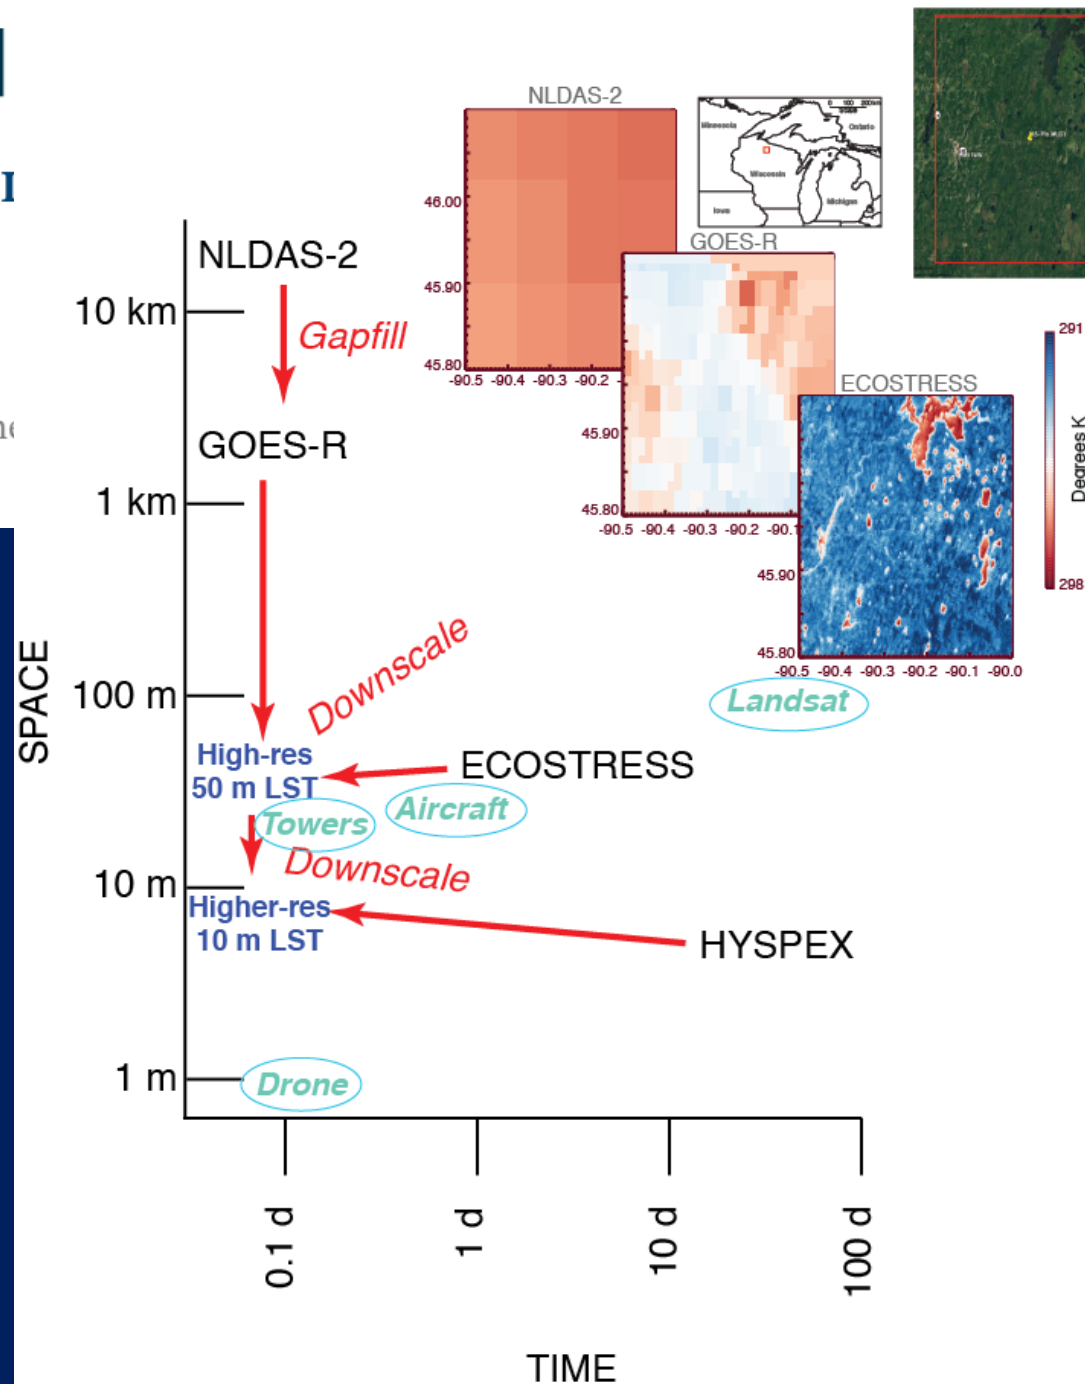 NLDAS-2
Minnesota
Ontario
Wisconsin
Michigan
Iowa
0 100 200km
46.00
45.90
45.80
-90.5 -90.4 -90.3 -90.2
GOES-R
45.90
45.80
-90.5 -90.4 -90.3 -90.2 -90.1
ECOSTRESS
45.90
45.80
-90.5 -90.4 -90.3 -90.2 -90.1 -90.0
291
Degrees K
298
SPACE
10 km
1 km
100 m
10 m
1 m
NLDAS-2
Gapfill
GOES-R
Downscale
High-res
50 m LST
ECOSTRESS
Landsat
Towers
Aircraft
Downscale
Higher-res
10 m LST
HYSPEX
Drone
0.1 d
1 d
10 d
100 d
TIME